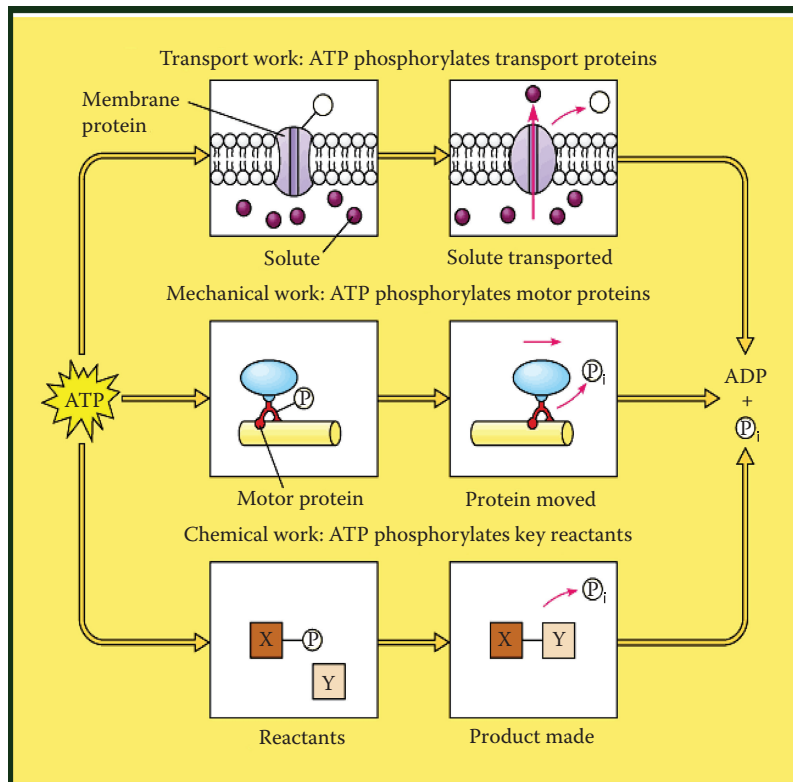 Transport work: ATP phosphorylates transport proteins
Membrane
protein
Solute
Solute transported
Mechanical work: ATP phosphorylates motor proteins
ATP
P
Pi
Motor protein
Protein moved
ADP
+
Pi
Chemical work: ATP phosphorylates key reactants
X
P
Y
Reactants
Pi
X
Y
Product made